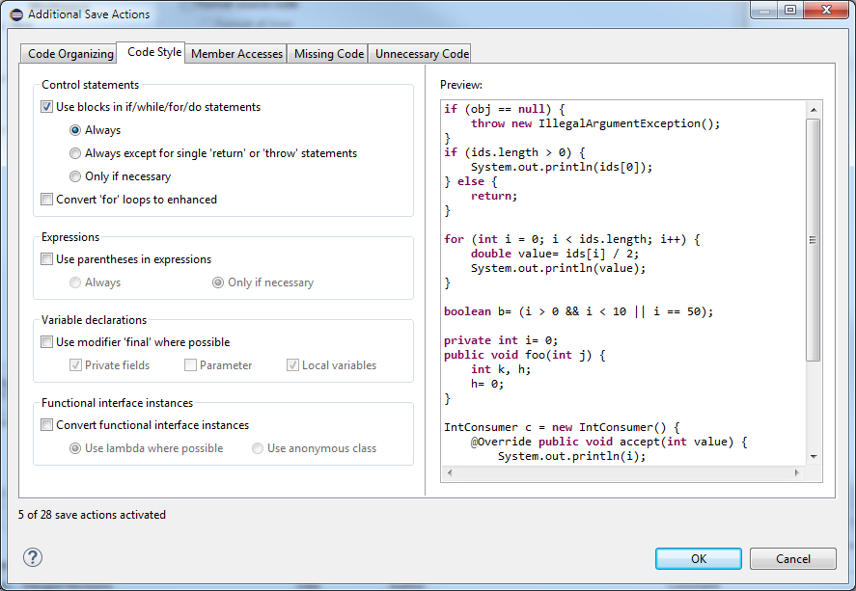 Additional Save Actions
Code Organizing Code Style Member Accesses Missing Code Unnecessary Code
Control statements
Use blocks in if/while/for/do statements
Always
Always except for single 'return' or 'throw' statements
Only if necessary
Convert 'for' loops to enhanced
Expressions
Use parentheses in expressions
Always Only if necessary
Variable declarations
Use modifier 'final' where possible
Private fields Parameter Local variables
Functional interface instances
Convert functional interface instances
Use lambda where possible Use anonymous class
Preview:
if (obj == null) {
    throw new IllegalArgumentException();
}
if (ids.length > 0) {
    System.out.println(ids[0]);
} else {
    return;
}

for (int i = 0; i < ids.length; i++) {
    double value= ids[i] / 2;
    System.out.println(value);
}

boolean b= (i > 0 && i < 10 || i == 50);

private int i= 0;
public void foo(int j) {
    int k, h;
    h= 0;
}

IntConsumer c = new IntConsumer() {
    @Override public void accept(int value) {
        System.out.println(i);
5 of 28 save actions activated
?
OK Cancel